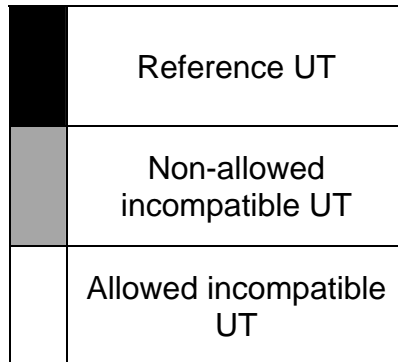 Reference UT
Non-allowed
incompatible UT
Allowed incompatible
UT